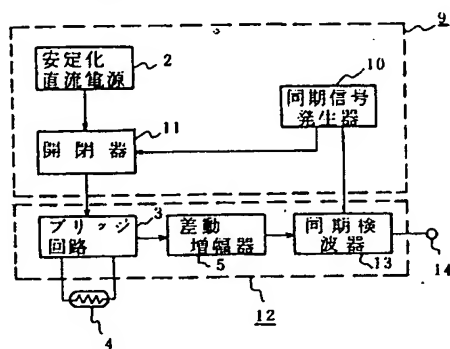 9
安定化
直流電源
2
10
同期信号
発生器
11
開閉器
3
ブリッジ
回路
差動
増幅器
5
同期検
波器
13
14
4
12